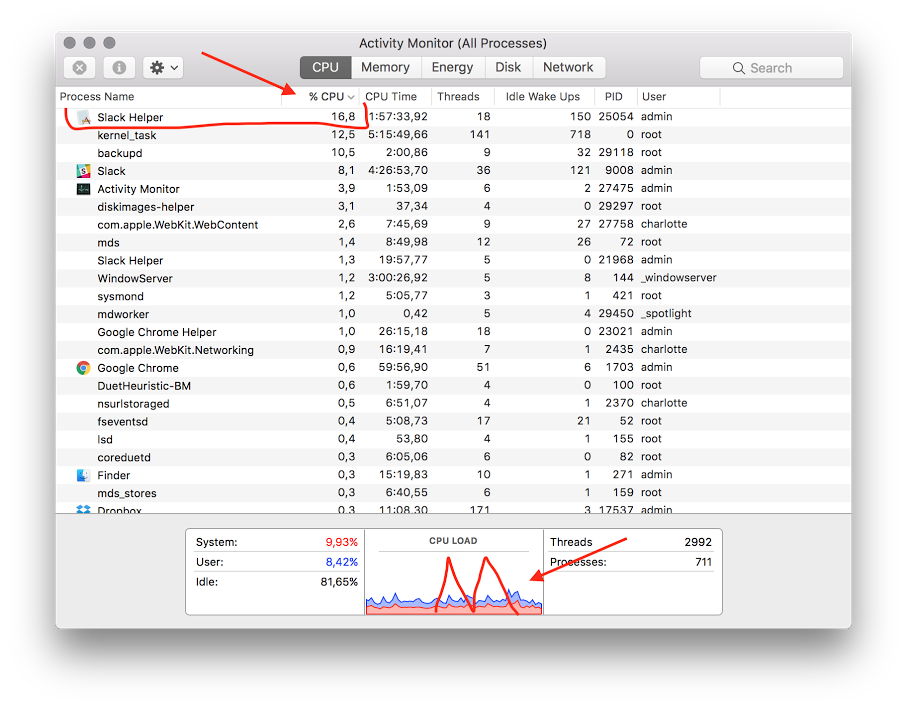 Activity Monitor (All Processes)
CPU Memory Energy Disk Network Search
Process Name % CPU CPU Time Threads Idle Wake Ups PID User
Slack Helper 16,8 1:57:33,92 18 150 25054 admin
kernel_task 12,5 5:15:49,66 141 718 0 root
backupd 10,5 2:00,86 9 32 29118 root
Slack 8,1 4:26:53,70 36 121 9008 admin
Activity Monitor 3,9 1:53,09 6 2 27475 admin
diskimages-helper 3,1 37,34 4 0 29297 root
com.apple.WebKit.WebContent 2,6 7:45,69 9 27 27758 charlotte
mds 1,4 8:49,98 12 26 72 root
Slack Helper 1,3 19:57,77 5 0 21968 admin
WindowServer 1,2 3:00:26,92 5 8 144 _windowserver
sysmond 1,2 5:05,77 3 1 421 root
mdworker 1,0 0,42 5 4 29450 _spotlight
Google Chrome Helper 1,0 26:15,18 18 0 23021 admin
com.apple.WebKit.Networking 0,9 16:19,41 7 1 2435 charlotte
Google Chrome 0,6 59:56,90 51 6 1703 admin
DuetHeuristic-BM 0,6 1:59,70 4 0 100 root
nsurlstoraged 0,5 6:51,07 4 1 2370 charlotte
fseventsd 0,4 5:08,73 17 21 52 root
lsd 0,4 53,80 4 1 155 root
coreduetd 0,3 6:05,06 6 0 82 root
Finder 0,3 15:19,83 10 1 271 admin
mds_stores 0,3 6:40,55 6 1 159 root
Dropbox 0,3 11:08,30 171 3 17537 admin
System: 9,93% CPU LOAD Threads 2992
User: 8,42% Processes: 711
Idle: 81,65%